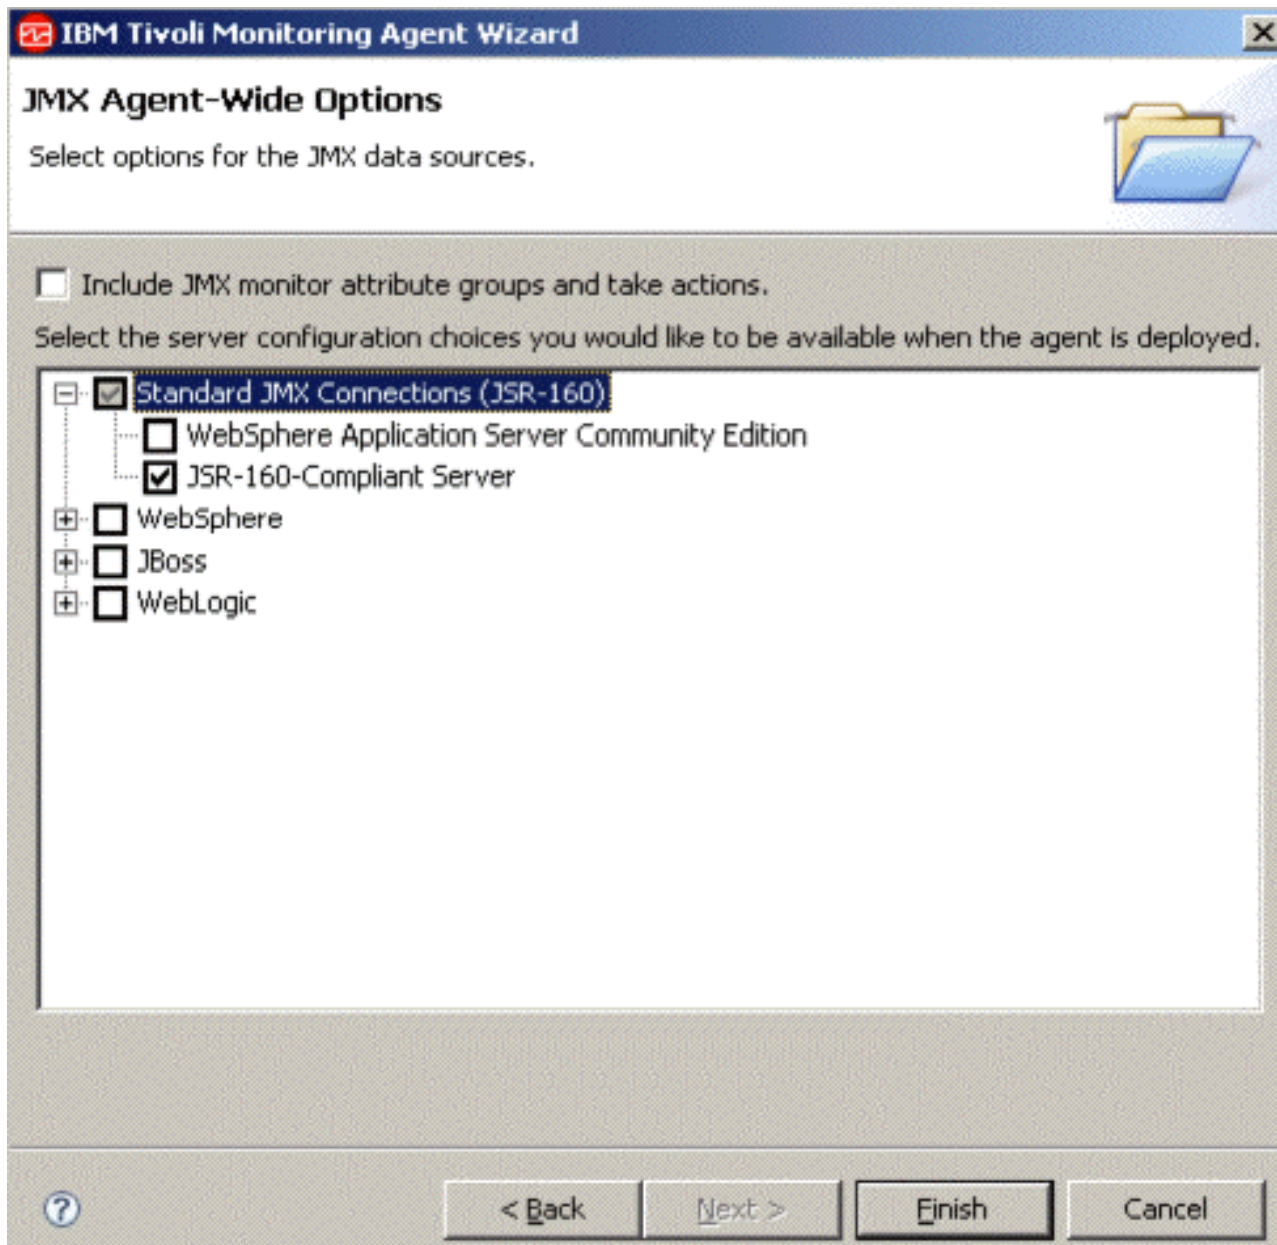 IBM Tivoli Monitoring Agent Wizard
JMX Agent-Wide Options
Select options for the JMX data sources.
Include JMX monitor attribute groups and take actions.
Select the server configuration choices you would like to be available when the agent is deployed.
Standard JMX Connections (JSR-160)
WebSphere Application Server Community Edition
JSR-160-Compliant Server
WebSphere
JBoss
WebLogic
? < Back Next > Finish Cancel